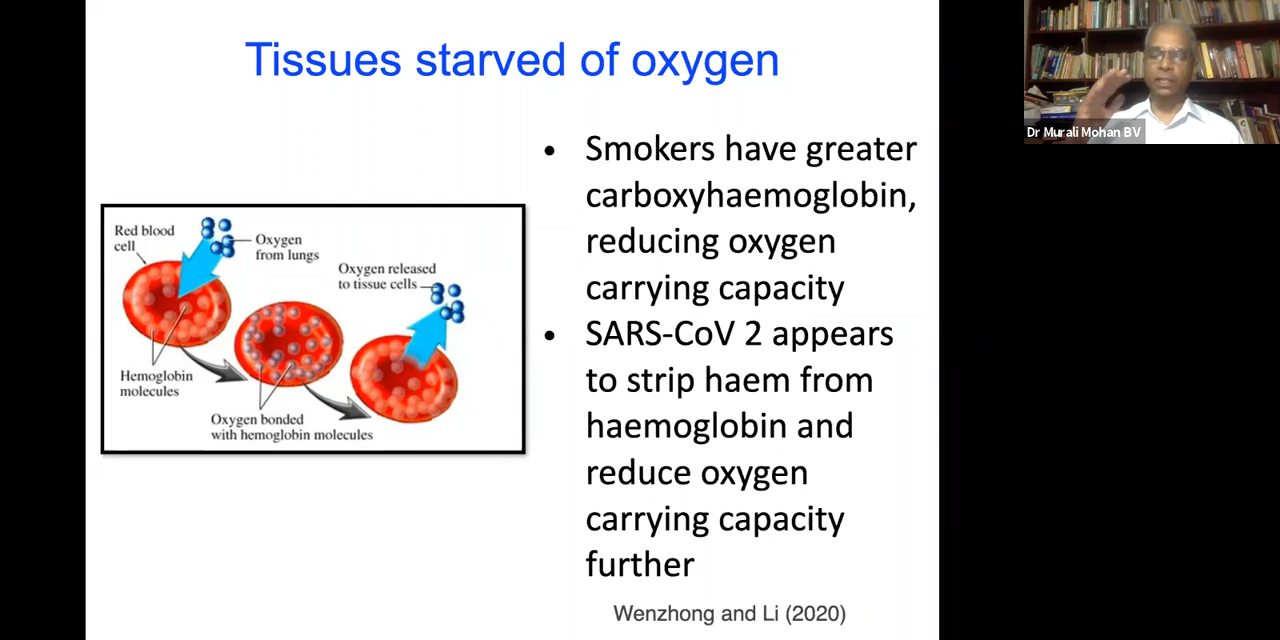 Tissues starved of oxygen
Dr Murali Mohan BV
Red blood
cell
Oxygen
from lungs
Oxygen released
to tissue cells
Hemoglobin
molecules
Oxygen bonded
with hemoglobin molecules
• Smokers have greater
carboxyhaemoglobin,
reducing oxygen
carrying capacity
• SARS-CoV 2 appears
to strip haem from
haemoglobin and
reduce oxygen
carrying capacity
further
Wenzhong and Li (2020)